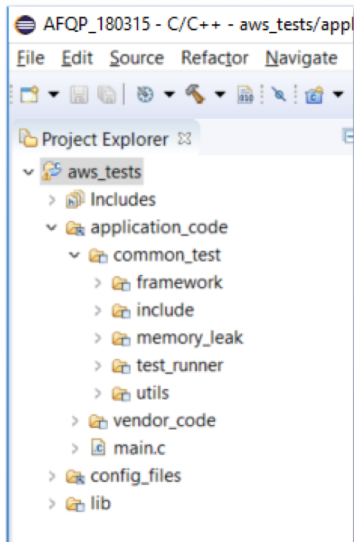 AFQP_180315 - C/C++ - aws_tests/appl
File Edit Source Refactor Navigate
010
Project Explorer
aws_tests
Includes
application_code
common_test
framework
include
memory_leak
test_runner
utils
vendor_code
main.c
config_files
lib